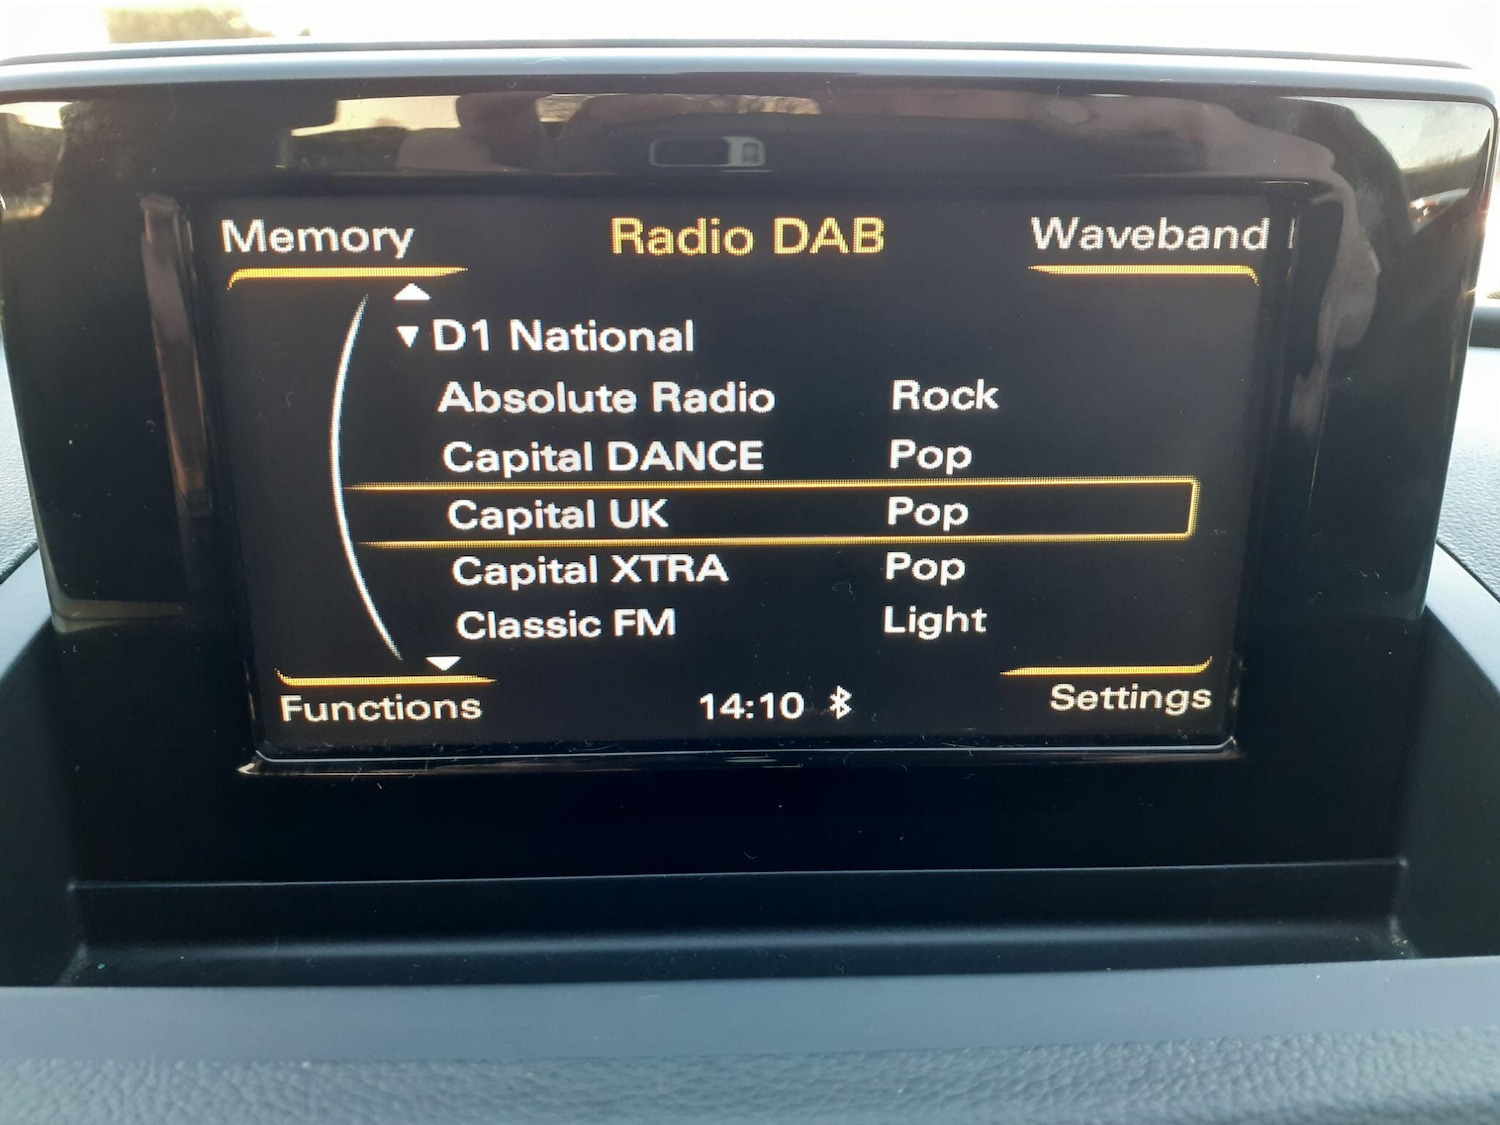 Memory Radio DAB Waveband
D1 National
Absolute Radio Rock
Capital DANCE Pop
Capital UK Pop
Capital XTRA Pop
Classic FM Light
Functions 14:10 Settings